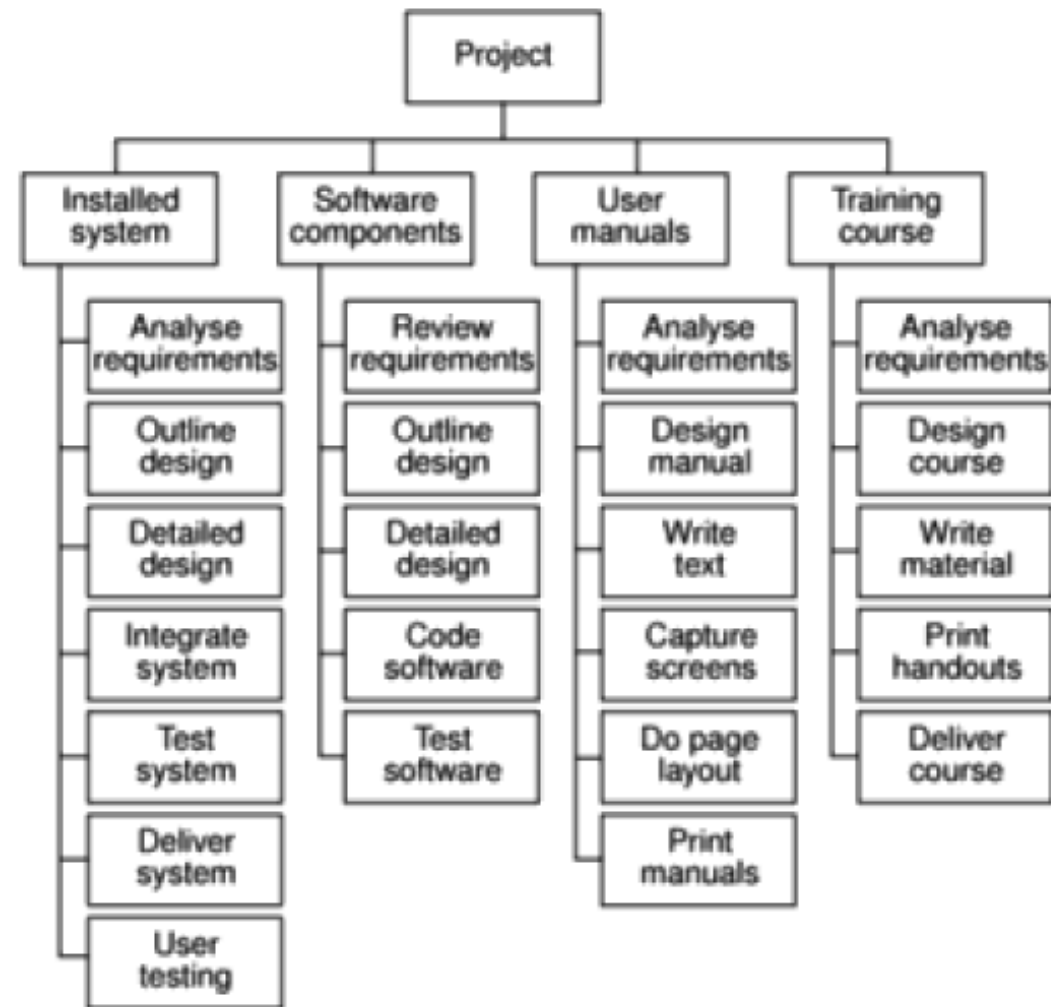 Project
Installed
system
Software
components
User
manuals
Training
course
Analyse
requirements
Outline
design
Detailed
design
Integrate
system
Test
system
Deliver
system
User
testing
Review
requirements
Outline
design
Detailed
design
Code
software
Test
software
Analyse
requirements
Design
manual
Write
text
Capture
screens
Do page
layout
Print
manuals
Analyse
requirements
Design
course
Write
material
Print
handouts
Deliver
course